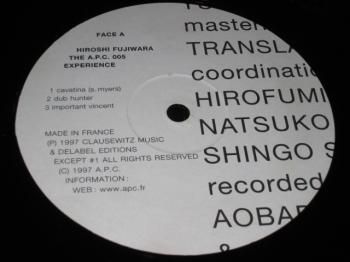 FACE A
HIROSHI FUJIWARA
THE A.P.C. 005
EXPERIENCE
1 cavatina (s. myers)
2 dub hunter
3 important vincent
MADE IN FRANCE
(P) 1997 CLAUSEWITZ MUSIC
& DELABEL EDITIONS
EXCEPT #1 ALL RIGHTS RESERVED
(C) 1997 A.P.C.
INFORMATION :
WEB : www.apc.fr
master
TRANSLA
coordinatio
HIROFUMI
NATSUKO
SHINGO S
recorded
AOBAD
&